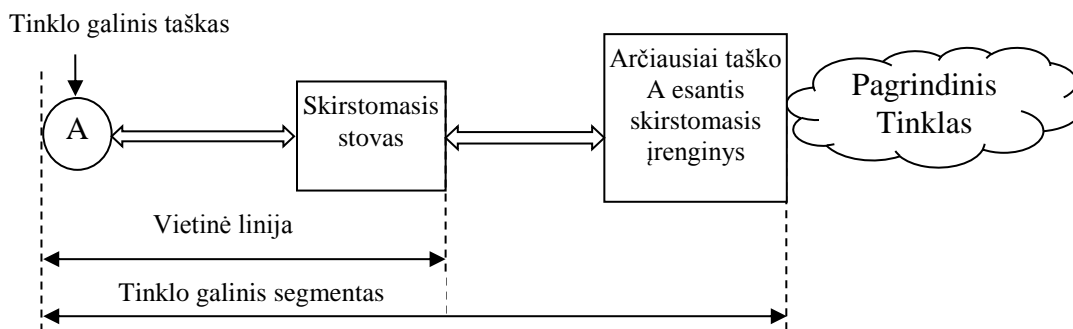 Tinklo galinis taškas
A
Skirstomasis
stovas
Arčiausiai taško
A esantis
skirstomasis
įrenginys
Pagrindinis
Tinklas
Vietinė linija
Tinklo galinis segmentas